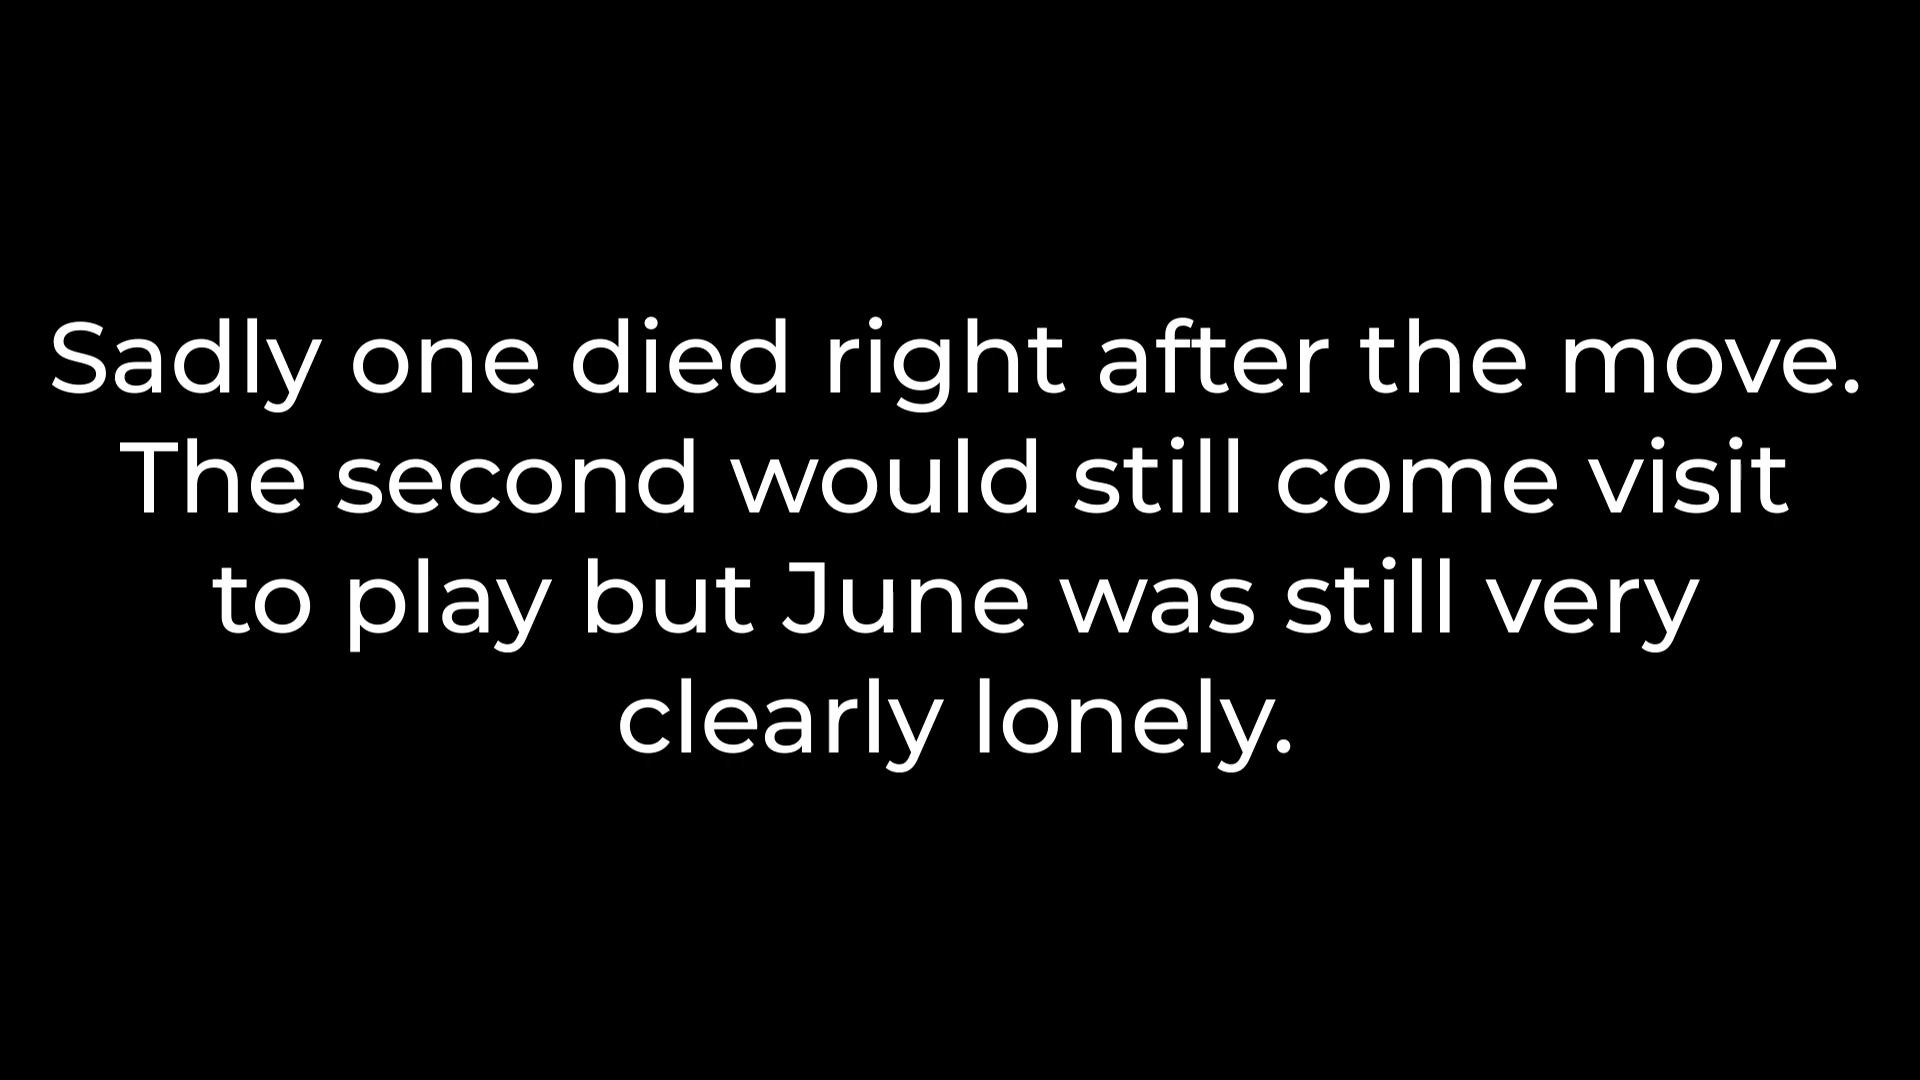 Sadly one died right after the move.
The second would still come visit
to play but June was still very
clearly lonely.